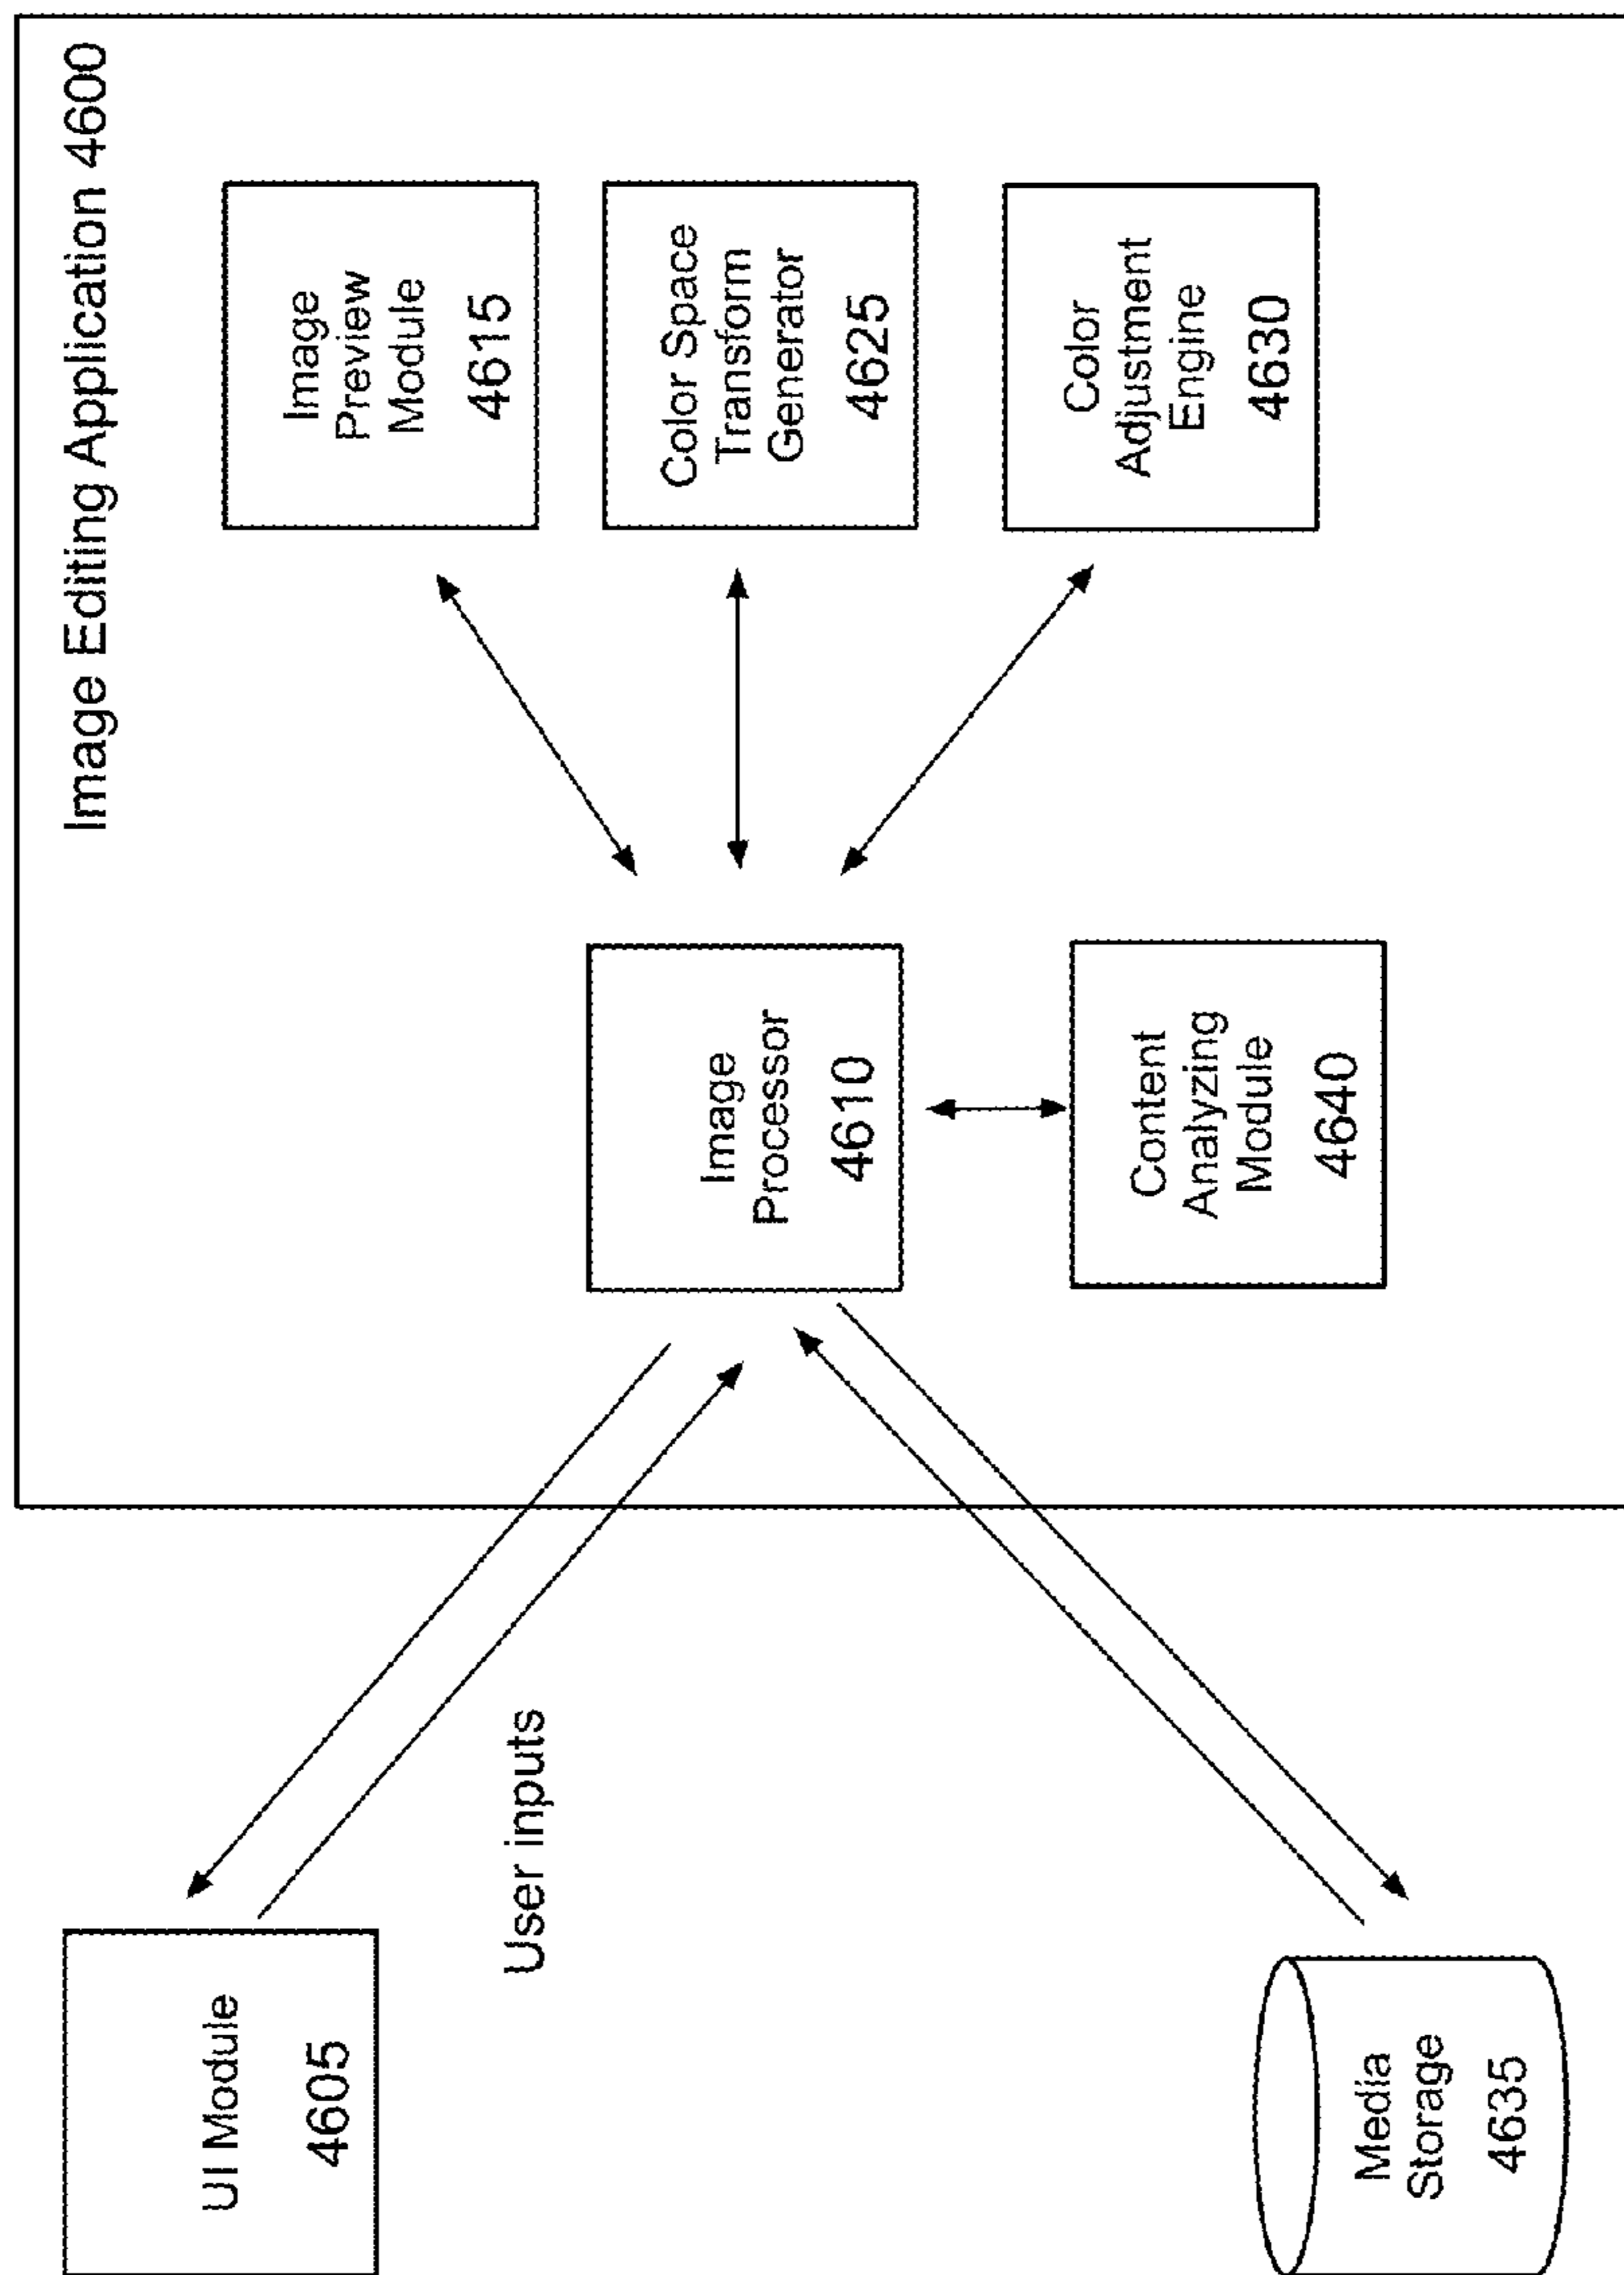 Image Editing Application 4600
UI Module
4605
User inputs
Image
Processor
4610
Image
Preview
Module
4615
Color Space
Transform
Generator
4625
Color
Adjustment
Engine
4630
Content
Analyzing
Module
4640
Media
Storage
4635